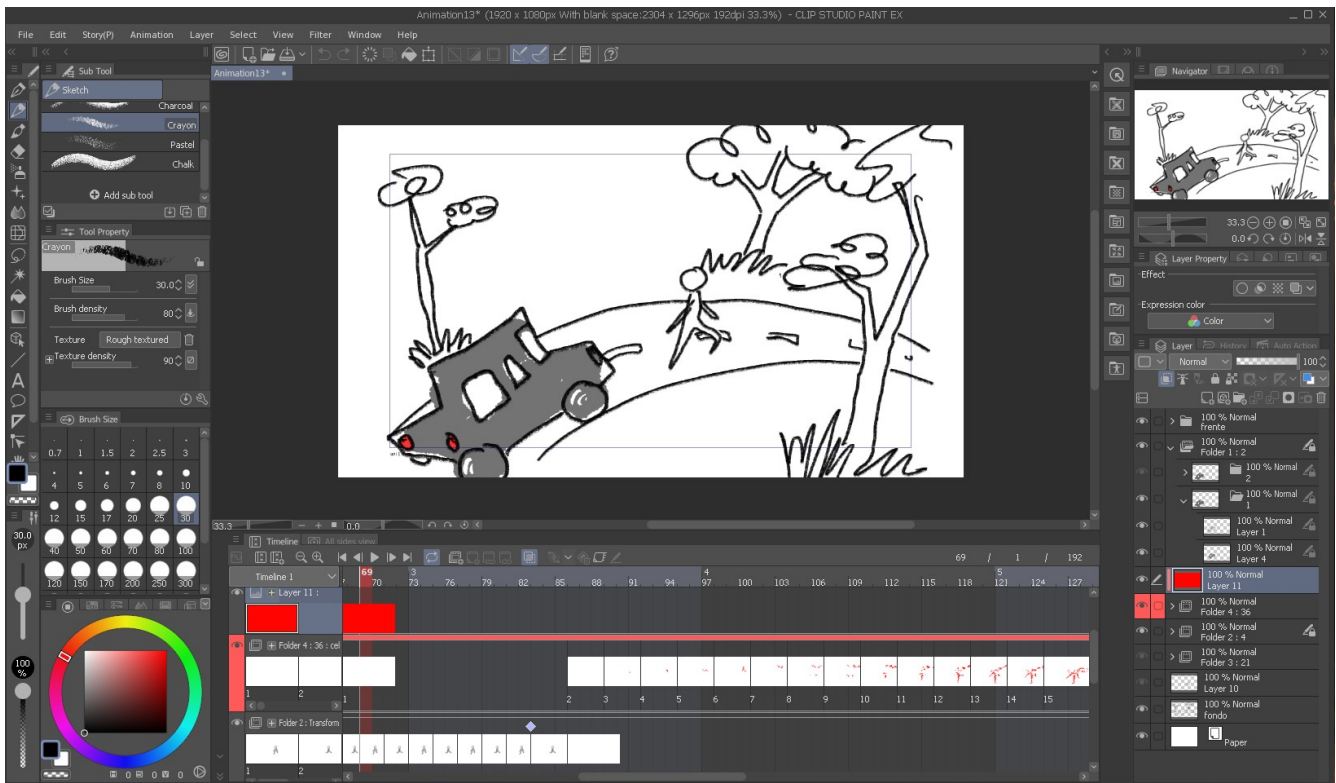 Animation13* (1920 x 1080px With blank space:2304 x 1296px 192dpi 33.3%) - CLIP STUDIO PAINT EX
File Edit Story(P) Animation Layer Select View Filter Window Help
Sub Tool
Animation13*
Navigator
Sketch
Charcoal
Crayon
Pastel
Chalk
Add sub tool
Tool Property
Crayon
Brush Size 30.0
Brush density 80
Texture Rough textured
Texture density 90
Brush Size
0.7 1 1.5 2 2.5 3
4 5 6 7 8 10
12 15 17 20 25 30
40 50 60 70 80 100
120 150 170 200 250 300
30.0
px
100
%
0 0 0
33.3 0.0
Timeline All sides view
69 / 1 / 192
Timeline 1
69 3 4 5
70 73 76 79 82 85 88 91 94 97 100 103 106 109 112 115 118 121 124 127
Layer 11 :
Folder 4 : 36 : cel
1 2 1 2 3 4 5 6 7 8 9 10 11 12 13 14 15
Folder 2 : Transform
1 2
33.3
0.0
Layer Property
Effect
Expression color
Color
Layer History Auto Action
Normal 100
100 % Normal
frente
100 % Normal
Folder 1 : 2
100 % Normal
2
100 % Normal
1
100 % Normal
Layer 1
100 % Normal
Layer 4
100 % Normal
Layer 11
100 % Normal
Folder 4 : 36
100 % Normal
Folder 2 : 4
100 % Normal
Folder 3 : 21
100 % Normal
Layer 10
100 % Normal
fondo
Paper